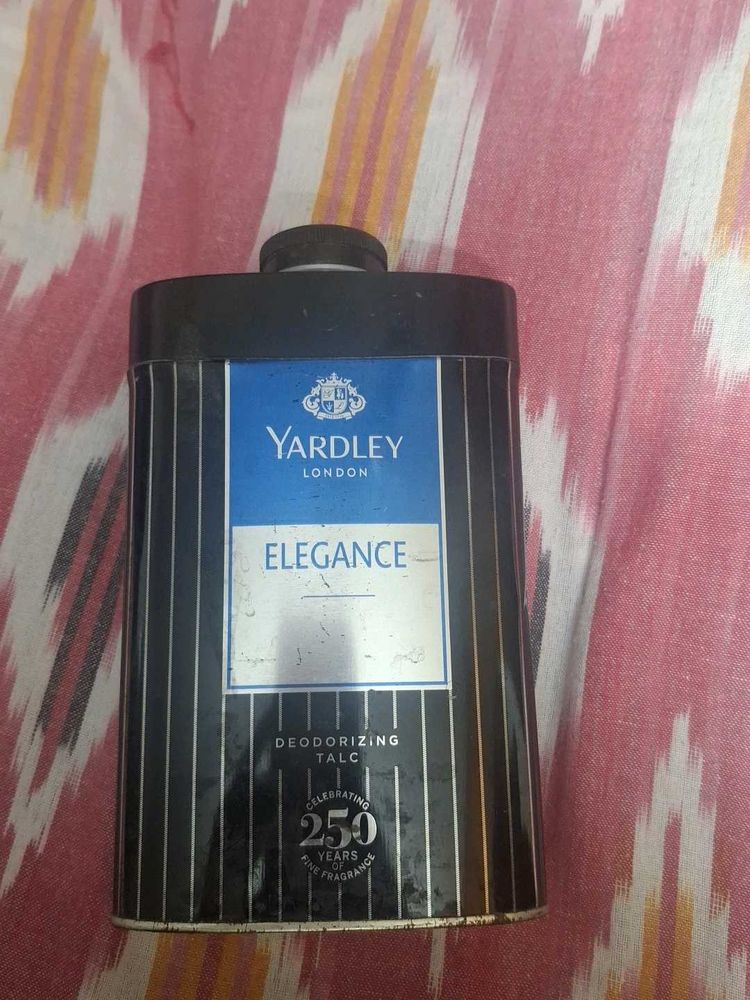 YARDLEY
LONDON
ELEGANCE
DEODORIZING
TALC
CELEBRATING
250
YEARS
OF
FINE FRAGRANCE